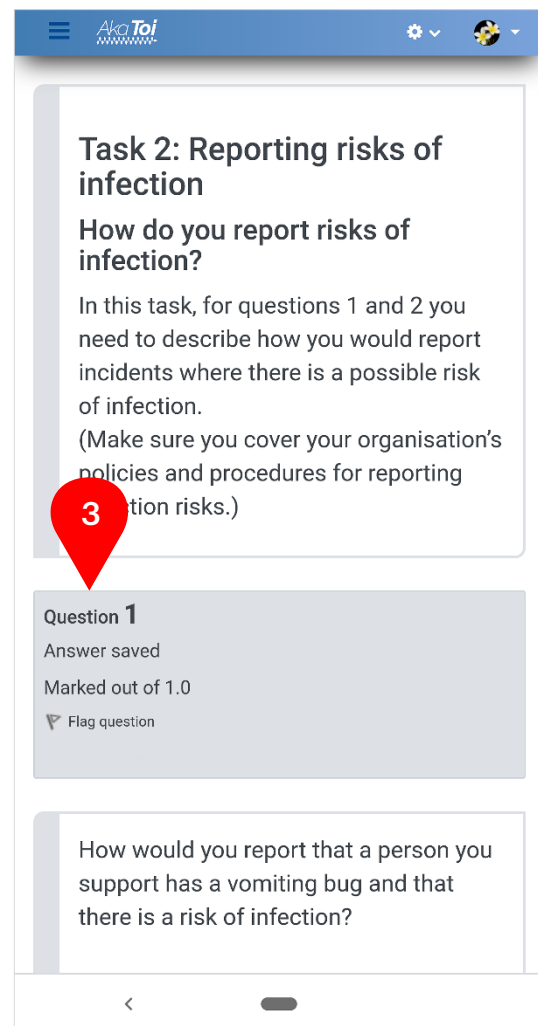 Aka Toi
Task 2: Reporting risks of
infection
How do you report risks of
infection?
In this task, for questions 1 and 2 you
need to describe how you would report
incidents where there is a possible risk
of infection.
(Make sure you cover your organisation's
policies and procedures for reporting
tion risks.)
3
Question 1
Answer saved
Marked out of 1.0
Flag question
How would you report that a person you
support has a vomiting bug and that
there is a risk of infection?